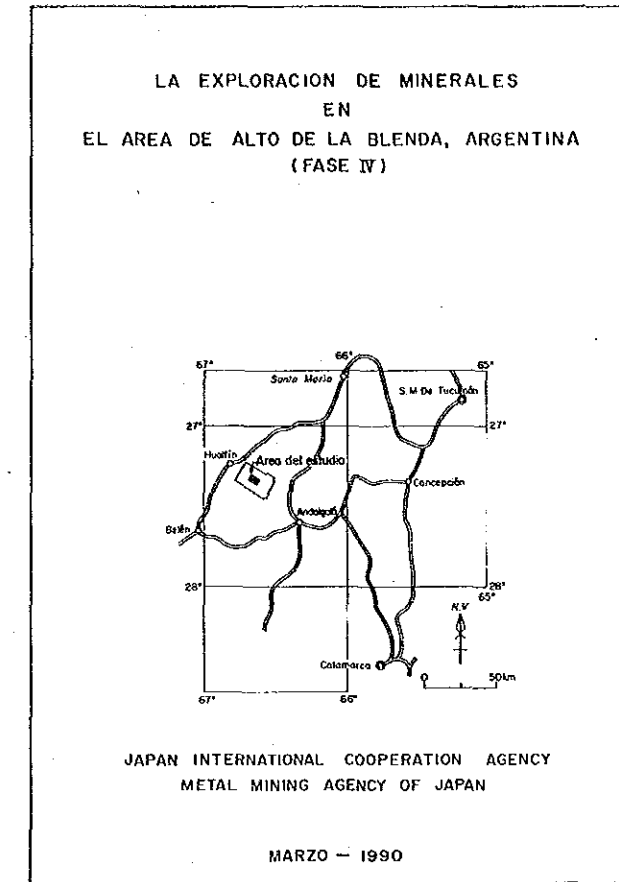 LA EXPLORACION DE MINERALES
EN
EL AREA DE ALTO DE LA BLENDA, ARGENTINA
(FASE IV)
67° 66° 65°
Santa María
S.M.De Tucumán
27° 27°
Hualfín
Area del estudio
Concepción
Andalgalá
Belén
28° 28°
65°
N.V
Catamarca
0 50km
67° 66°
JAPAN INTERNATIONAL COOPERATION AGENCY
METAL MINING AGENCY OF JAPAN
MARZO — 1990